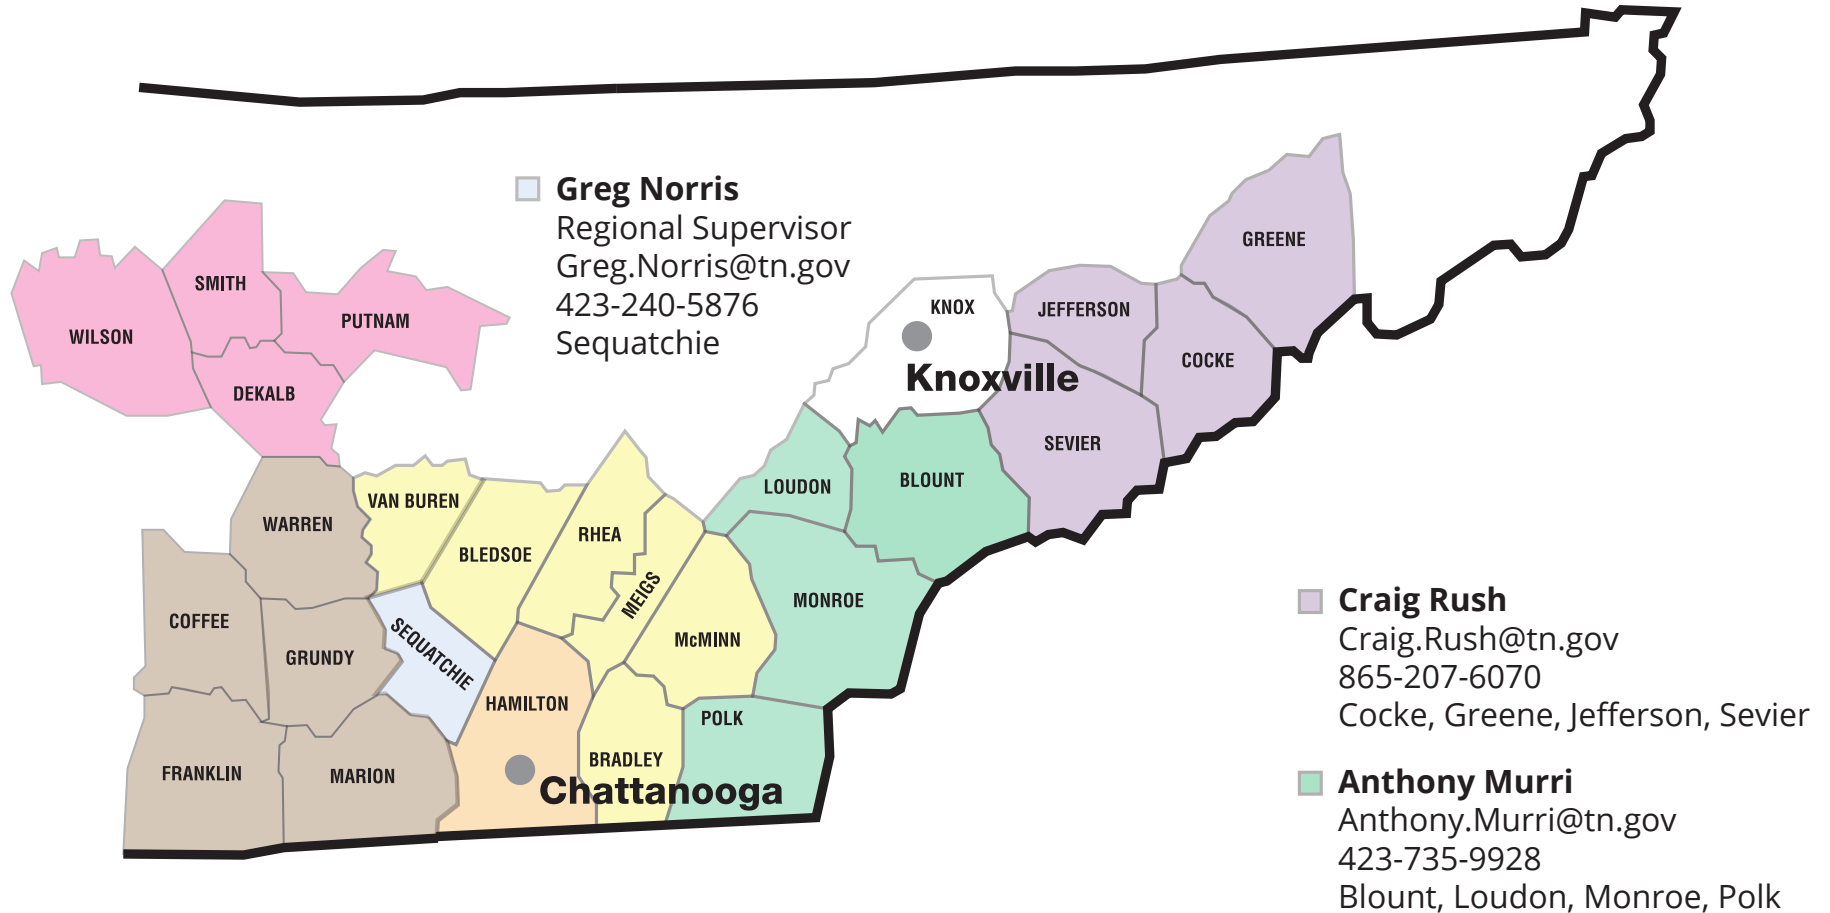 Greg Norris
Regional Supervisor
Greg.Norris@tn.gov
423-240-5876
Sequatchie
GREENE
SMITH
KNOX
JEFFERSON
PUTNAM
WILSON
COCKE
Knoxville
DEKALB
SEVIER
BLOUNT
LOUDON
VAN BUREN
WARREN
RHEA
BLEDSOE
MEIGS
MONROE
COFFEE
McMINN
GRUNDY
SEQUATCHIE
HAMILTON
POLK
BRADLEY
FRANKLIN
MARION
Chattanooga
Craig Rush
Craig.Rush@tn.gov
865-207-6070
Cocke, Greene, Jefferson, Sevier
Anthony Murri
Anthony.Murri@tn.gov
423-735-9928
Blount, Loudon, Monroe, Polk